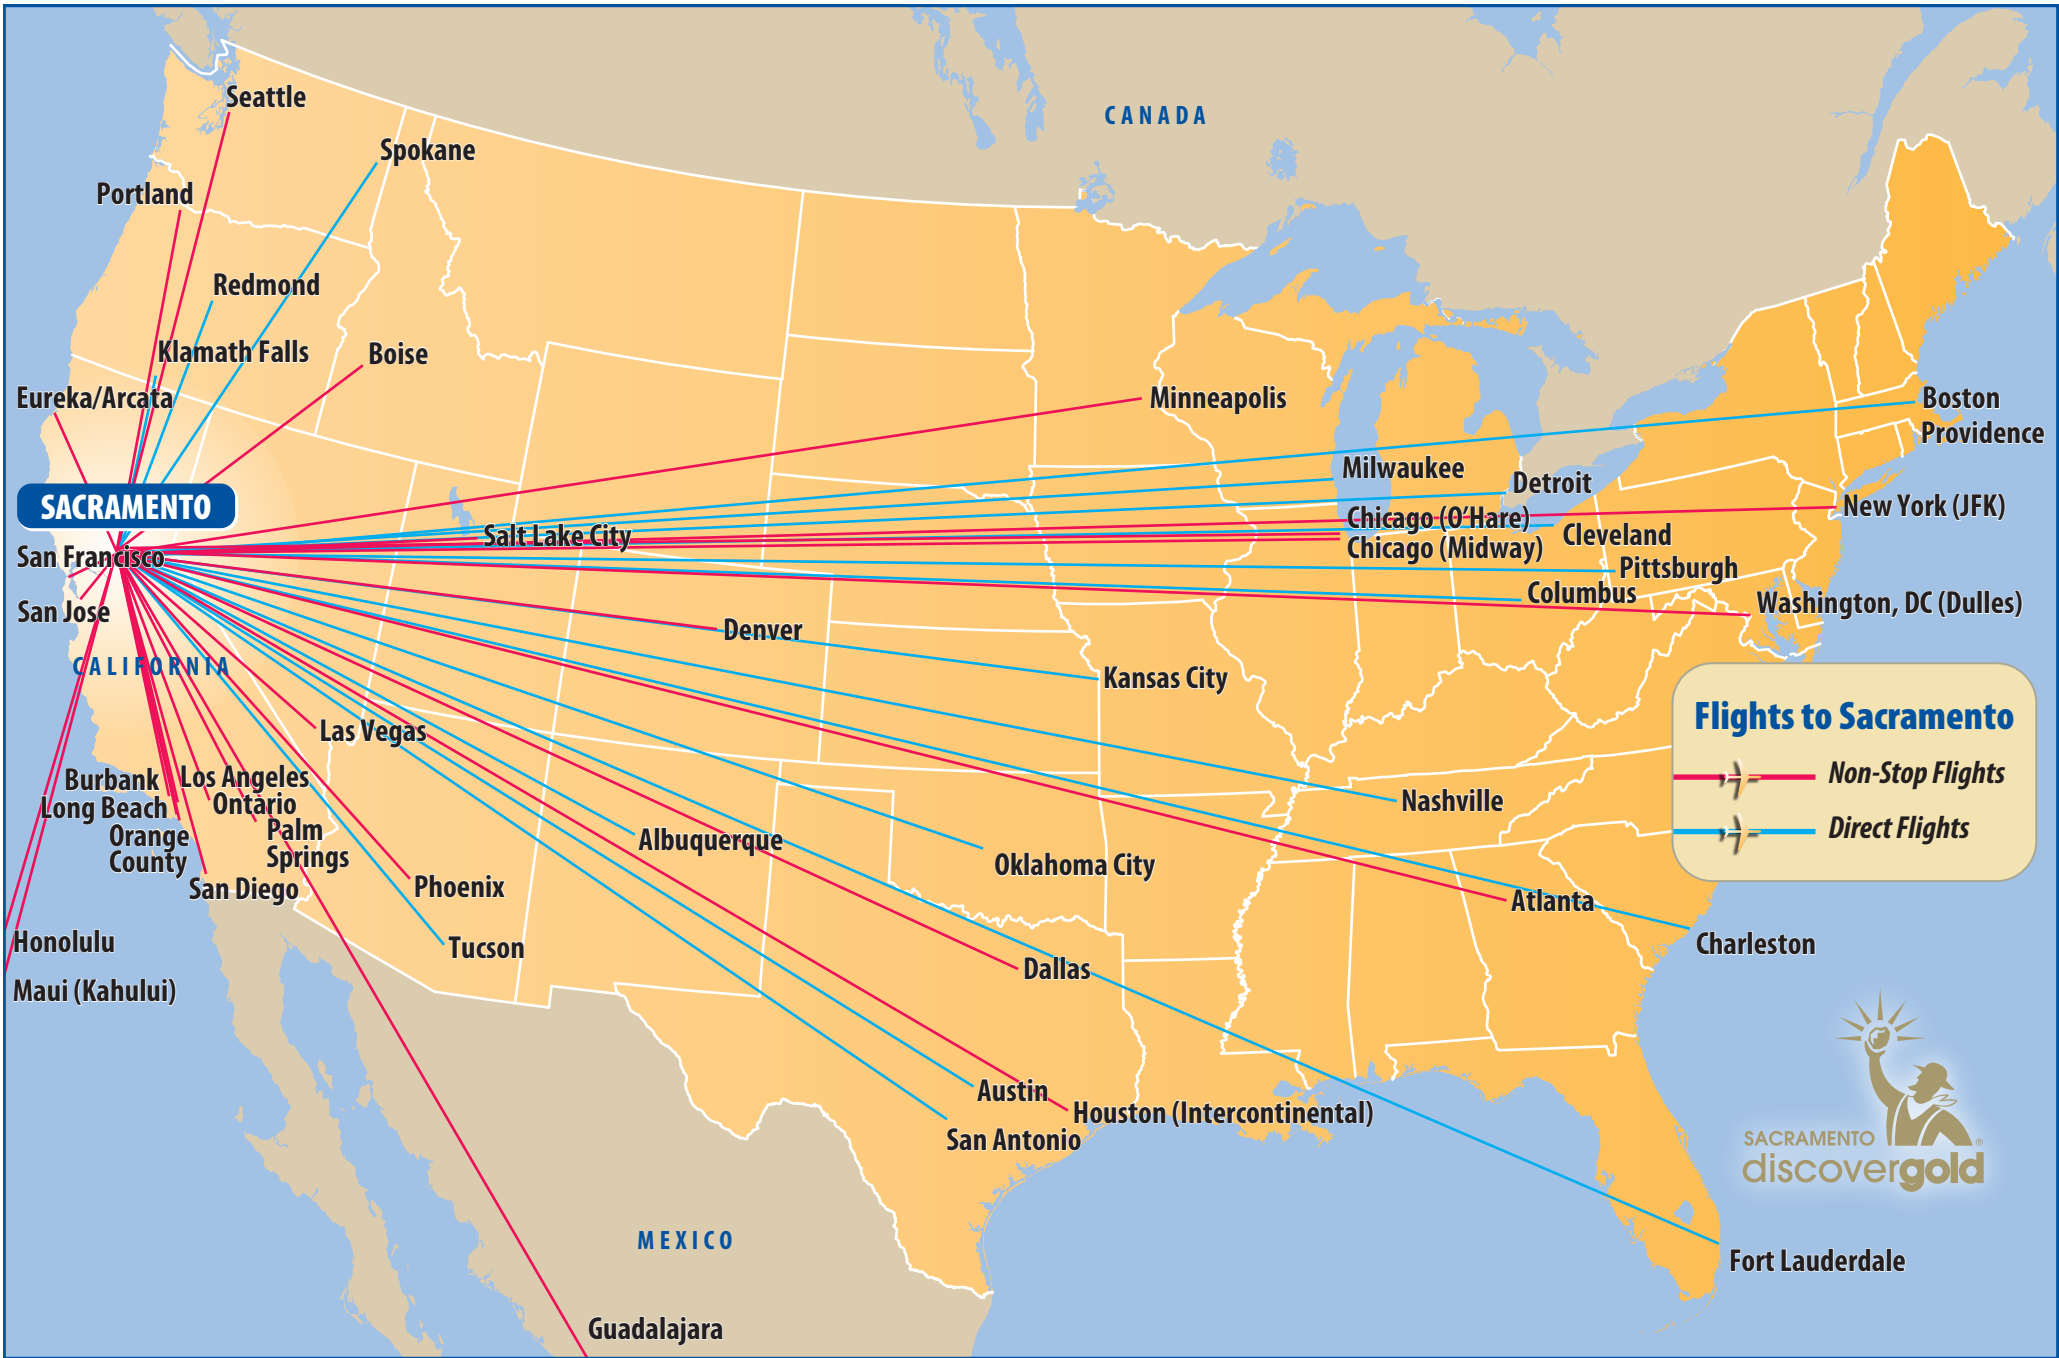 CANADA
Seattle
Spokane
Portland
Redmond
Klamath Falls
Boise
Eureka/Arcata
Minneapolis
Boston
Providence
Milwaukee
Detroit
SACRAMENTO
New York (JFK)
Chicago (O'Hare)
Salt Lake City
Cleveland
Chicago (Midway)
San Francisco
Pittsburgh
Columbus
Washington, DC (Dulles)
San Jose
Denver
CALIFORNIA
Kansas City
Las Vegas
Flights to Sacramento
Non-Stop Flights
Direct Flights
Burbank
Los Angeles
Long Beach
Ontario
Orange
County
Palm
Springs
San Diego
Phoenix
Albuquerque
Oklahoma City
Nashville
Atlanta
Charleston
Honolulu
Tucson
Dallas
Maui (Kahului)
Austin
Houston (Intercontinental)
San Antonio
SACRAMENTO
discovergold®
MEXICO
Fort Lauderdale
Guadalajara